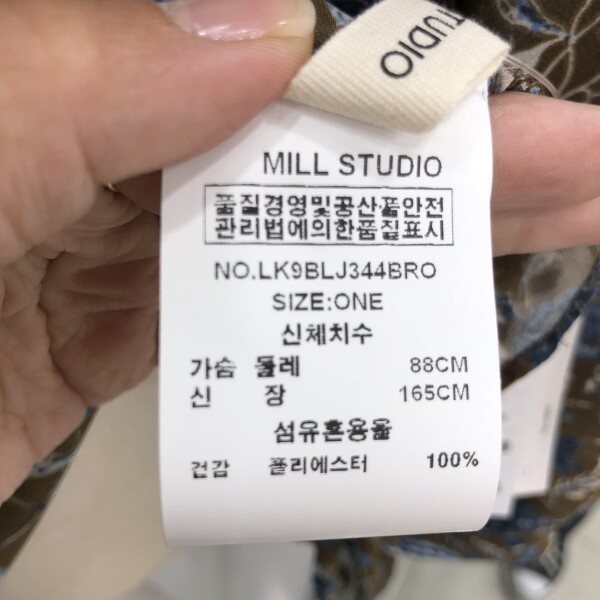 STUDIO
MILL STUDIO
품질경영및공산품안전
관리법에의한품질표시
NO.LK9BLJ344BRO
SIZE:ONE
신체치수
가슴 둘레 88CM
신 장 165CM
섬유혼용율
겉감 폴리에스터 100%